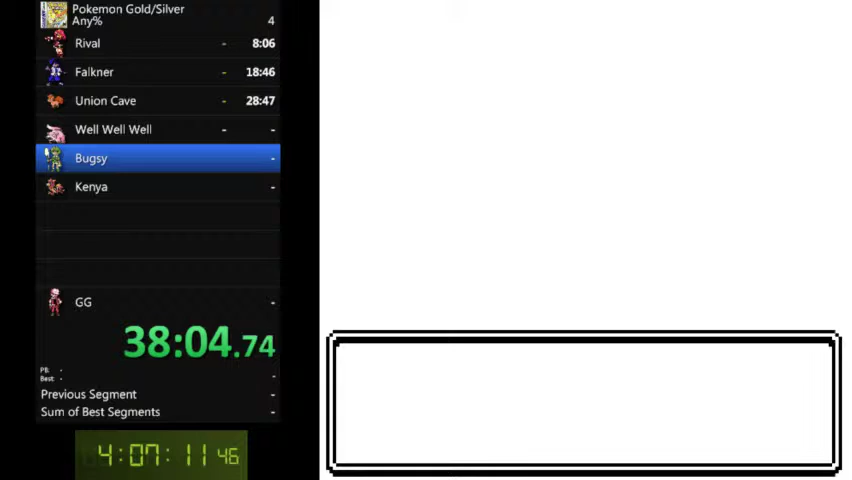 Pokemon Gold/Silver
Any% 4
Rival - 8:06
Falkner - 18:46
Union Cave - 28:47
Well Well Well - -
Bugsy -
Kenya -
GG -
38:04.74
PB: -
Best: - -
Previous Segment -
Sum of Best Segments -
4:07:11 46